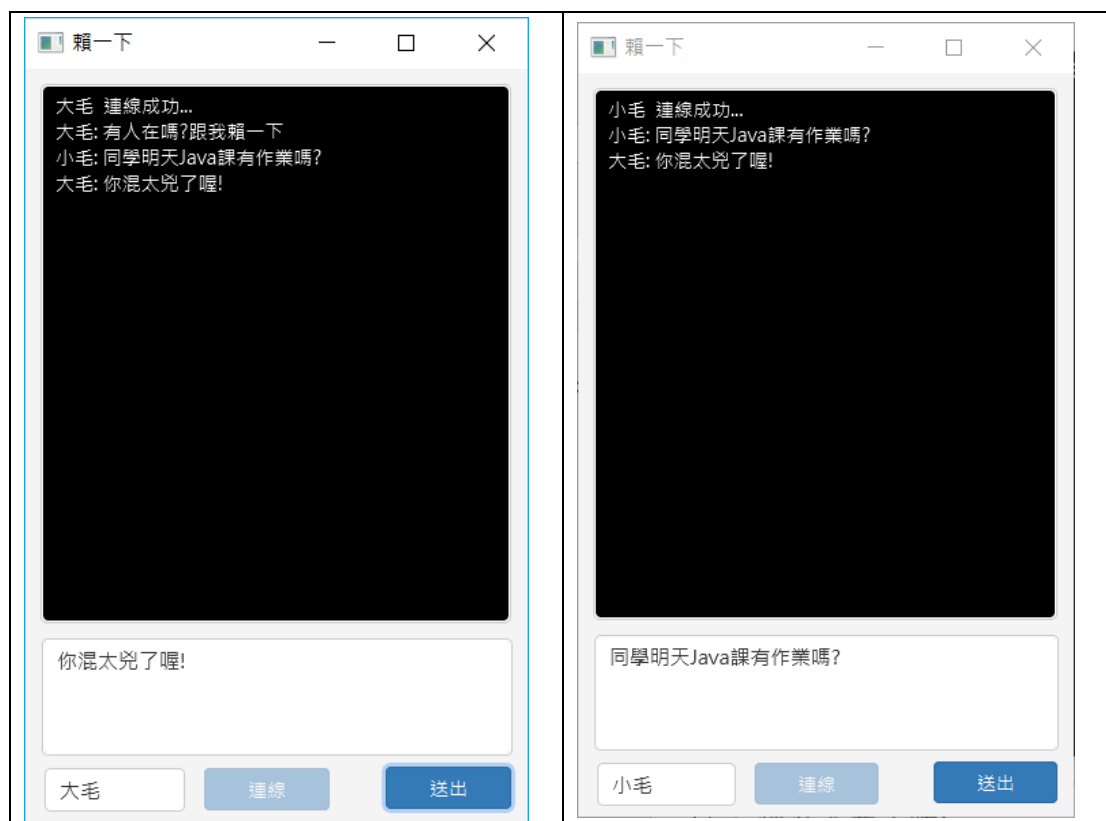 賴一下
大毛 連線成功...
大毛: 有人在嗎?跟我賴一下
小毛: 同學明天Java課有作業嗎?
大毛: 你混太兇了喔!
你混太兇了喔!
大毛
連線
送出
賴一下
小毛 連線成功...
小毛: 同學明天Java課有作業嗎?
大毛: 你混太兇了喔!
同學明天Java課有作業嗎?
小毛
連線
送出